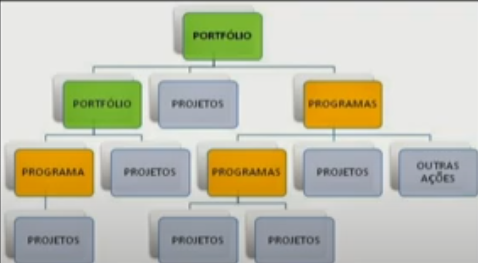 PORTFÓLIO
PORTFÓLIO
PROJETOS
PROGRAMAS
PROGRAMA
PROJETOS
PROGRAMAS
PROJETOS
OUTRAS
AÇÕES
PROJETOS
PROJETOS
PROJETOS